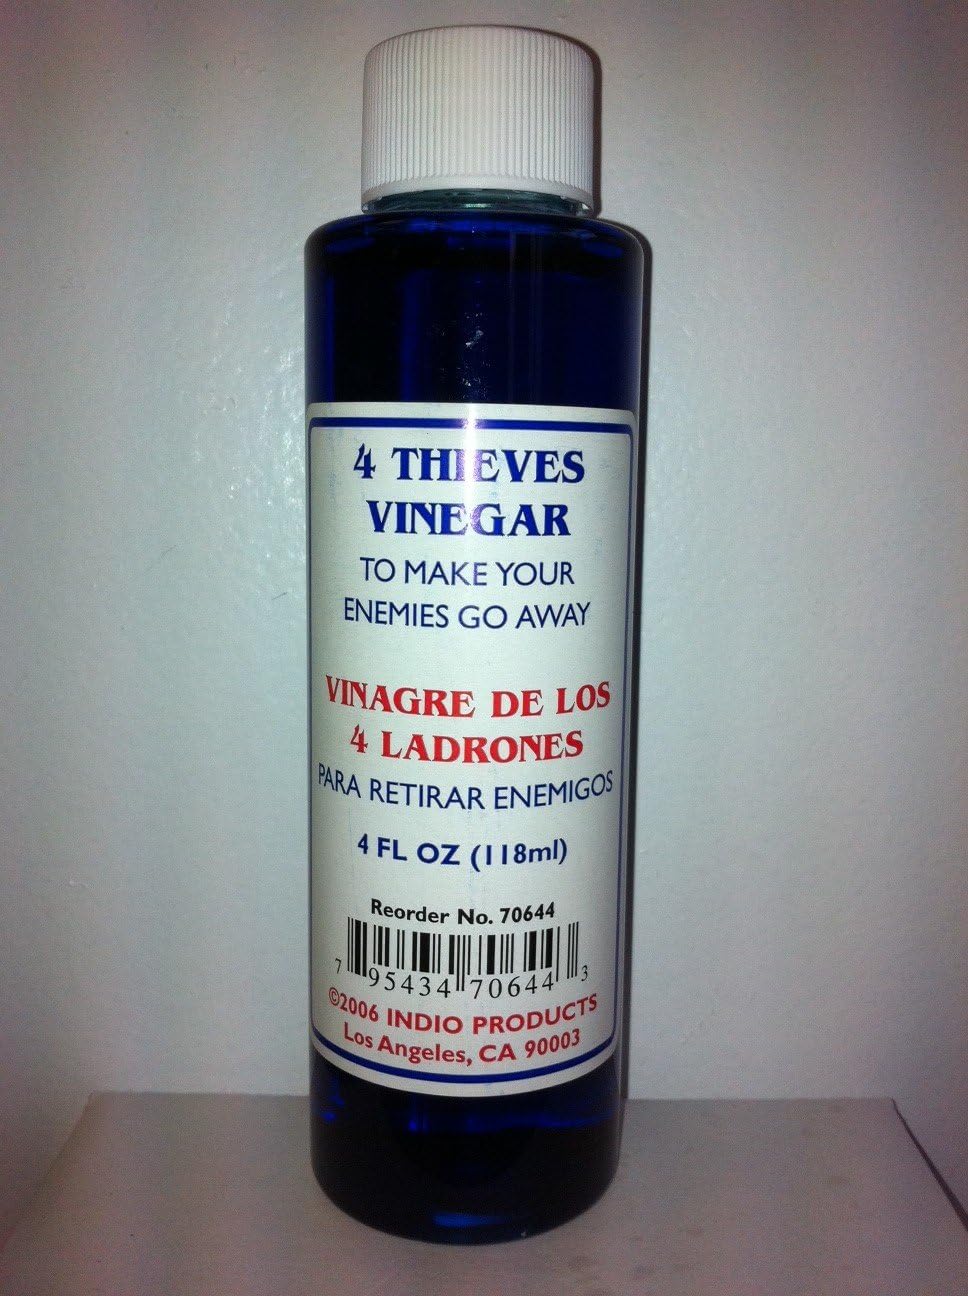 4 THIEVES
VINEGAR
TO MAKE YOUR
ENEMIES GO AWAY
VINAGRE DE LOS
4 LADRONES
PARA RETIRAR ENEMIGOS
4 FL OZ (118ml)
Reorder No. 70644
7 95434 70644 3
©2006 INDIO PRODUCTS
Los Angeles, CA 90003